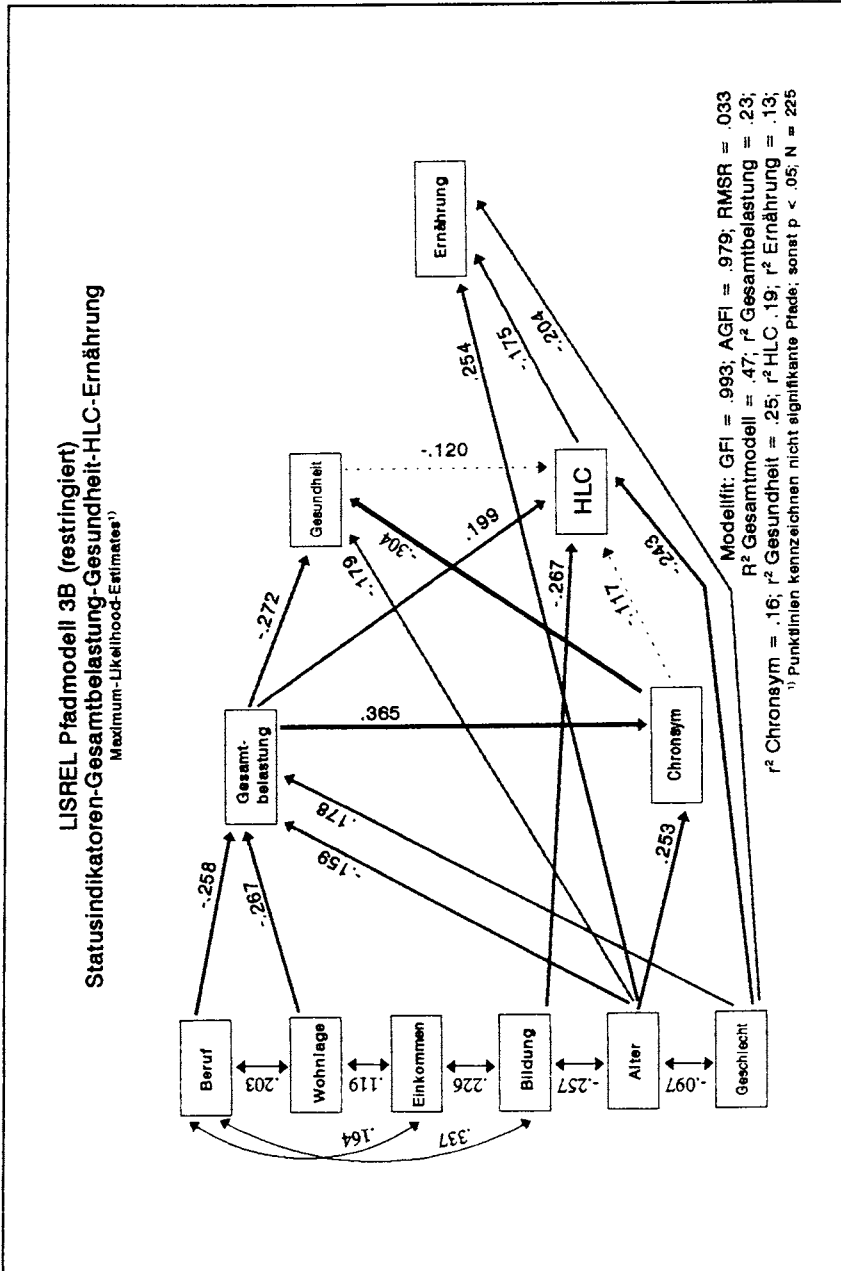 LISREL Pfadmodell 3B (restringiert)
Statusindikatoren-Gesamtbelastung-Gesundheit-HLC-Ernährung
Maximum-Likelihood-Estimates¹⁾
Beruf
Wohnlage
Einkommen
Bildung
Alter
Geschlecht
.203
.119
.226
-.257
-.097
.164
.337
-.258
-.267
-.159
.178
Gesamt-
belastung
.365
.253
Chronsym
-.272
.199
-.179
-.304
-.267
-.117
-.243
Gesundheit
-.120
HLC
.254
-.175
-.204
Ernährung
Modellfit: GFI = .993; AGFI = .979; RMSR = .033
R² Gesamtmodell = .47; r² Gesamtbelastung = .23;
r² Chronsym = .16; r² Gesundheit = .25; r² HLC .19; r² Ernährung = .13;
¹⁾ Punktlinien kennzeichnen nicht signifikante Pfade; sonst p < .05; N = 225